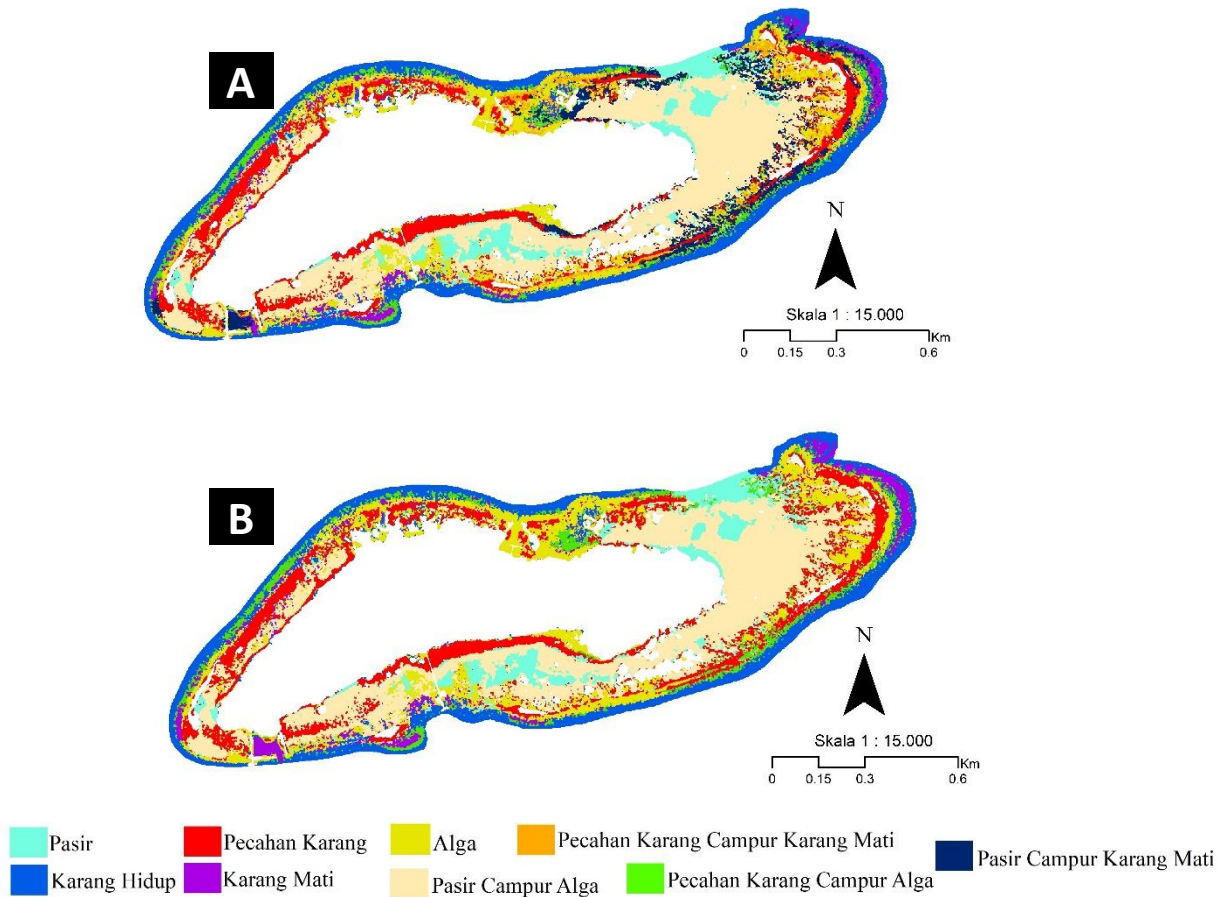 A
N
Skala 1 : 15.000
Km
0 0.15 0.3 0.6
B
N
Skala 1 : 15.000
Km
0 0.15 0.3 0.6
Pasir
Pecahan Karang
Alga
Pecahan Karang Campur Karang Mati
Pasir Campur Karang Mati
Karang Hidup
Karang Mati
Pasir Campur Alga
Pecahan Karang Campur Alga